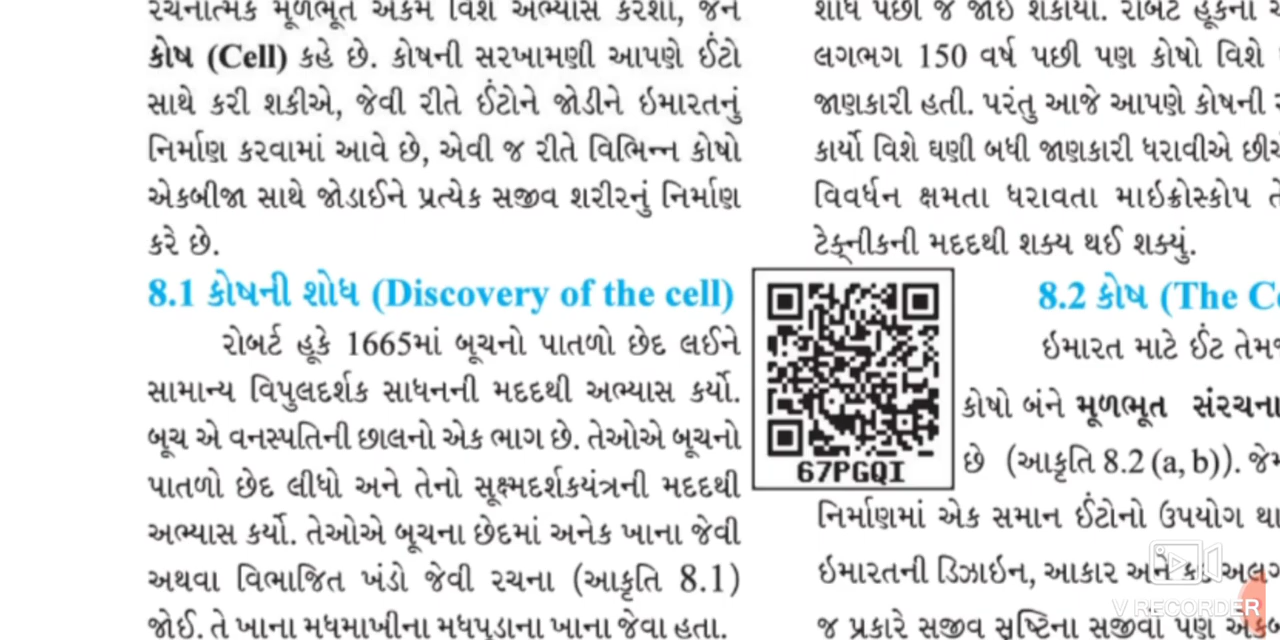 રચનાત્મક મૂળભૂત એકમ વિશે અભ્યાસ કરશો, જેને
કોષ (Cell) કહે છે. કોષની સરખામણી આપણે ઈંટો
સાથે કરી શકીએ, જેવી રીતે ઈંટોને જોડીને ઇમારતનું
નિર્માણ કરવામાં આવે છે, એવી જ રીતે વિભિન્ન કોષો
એકબીજા સાથે જોડાઈને પ્રત્યેક સજીવ શરીરનું નિર્માણ
કરે છે.
8.1 કોષની શોધ (Discovery of the cell)
રોબર્ટ હૂકે 1665માં બૂચનો પાતળો છેદ લઈને
સામાન્ય વિપુલદર્શક સાધનની મદદથી અભ્યાસ કર્યો.
બૂચ એ વનસ્પતિની છાલનો એક ભાગ છે. તેઓએ બૂચનો
પાતળો છેદ લીધો અને તેનો સૂક્ષ્મદર્શકયંત્રની મદદથી
અભ્યાસ કર્યો. તેઓએ બૂચના છેદમાં અનેક ખાના જેવી
અથવા વિભાજિત ખંડો જેવી રચના (આકૃતિ 8.1)
જોઈ. તે ખાના મધમાખીના મધપૂડાના ખાના જેવા હતા.
67PGQI
શોધ પછી જ જોઈ શકાયો. રોબર્ટ હૂકના
લગભગ 150 વર્ષ પછી પણ કોષો વિશે
જાણકારી હતી. પરંતુ આજે આપણે કોષની
કાર્યો વિશે ઘણી બધી જાણકારી ધરાવીએ
વિવર્ધન ક્ષમતા ધરાવતા માઇક્રોસ્કોપ
ટેક્નીકની મદદથી શક્ય થઈ શક્યું.
8.2 કોષ (The
ઇમારત માટે ઈંટ
કોષો બંને મૂળભૂત સંરચના
છે (આકૃતિ 8.2 (a, b)).
નિર્માણમાં એક સમાન ઈંટોનો ઉપયોગ
ઇમારતની ડિઝાઇન, આકાર અને કદ
જ પ્રકારે સજીવ સૃષ્ટિના સજીવો પણ
V RECORDER